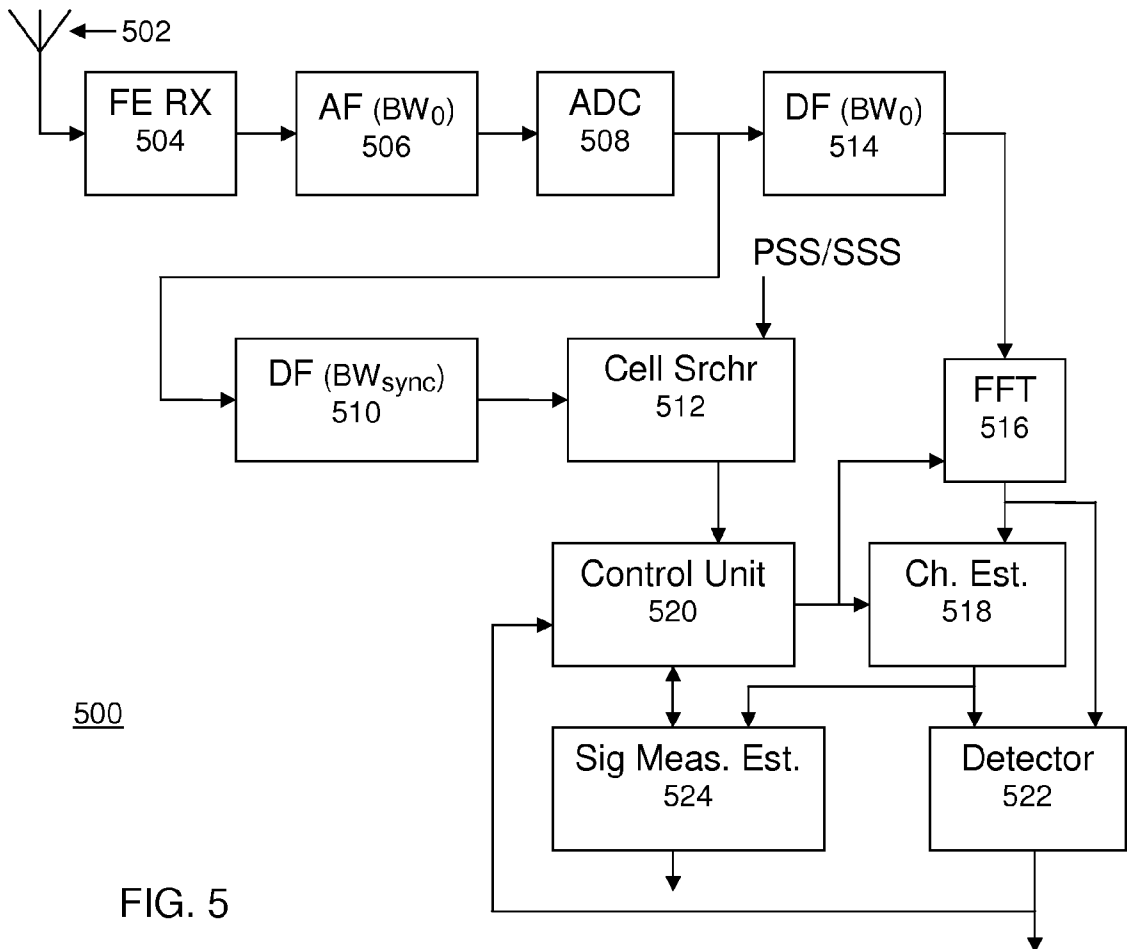 502
FE RX
504
AF (BW0)
506
ADC
508
DF (BW0)
514
PSS/SSS
DF (BWsync)
510
Cell Srchr
512
FFT
516
Control Unit
520
Ch. Est.
518
500
Sig Meas. Est.
524
Detector
522
FIG. 5